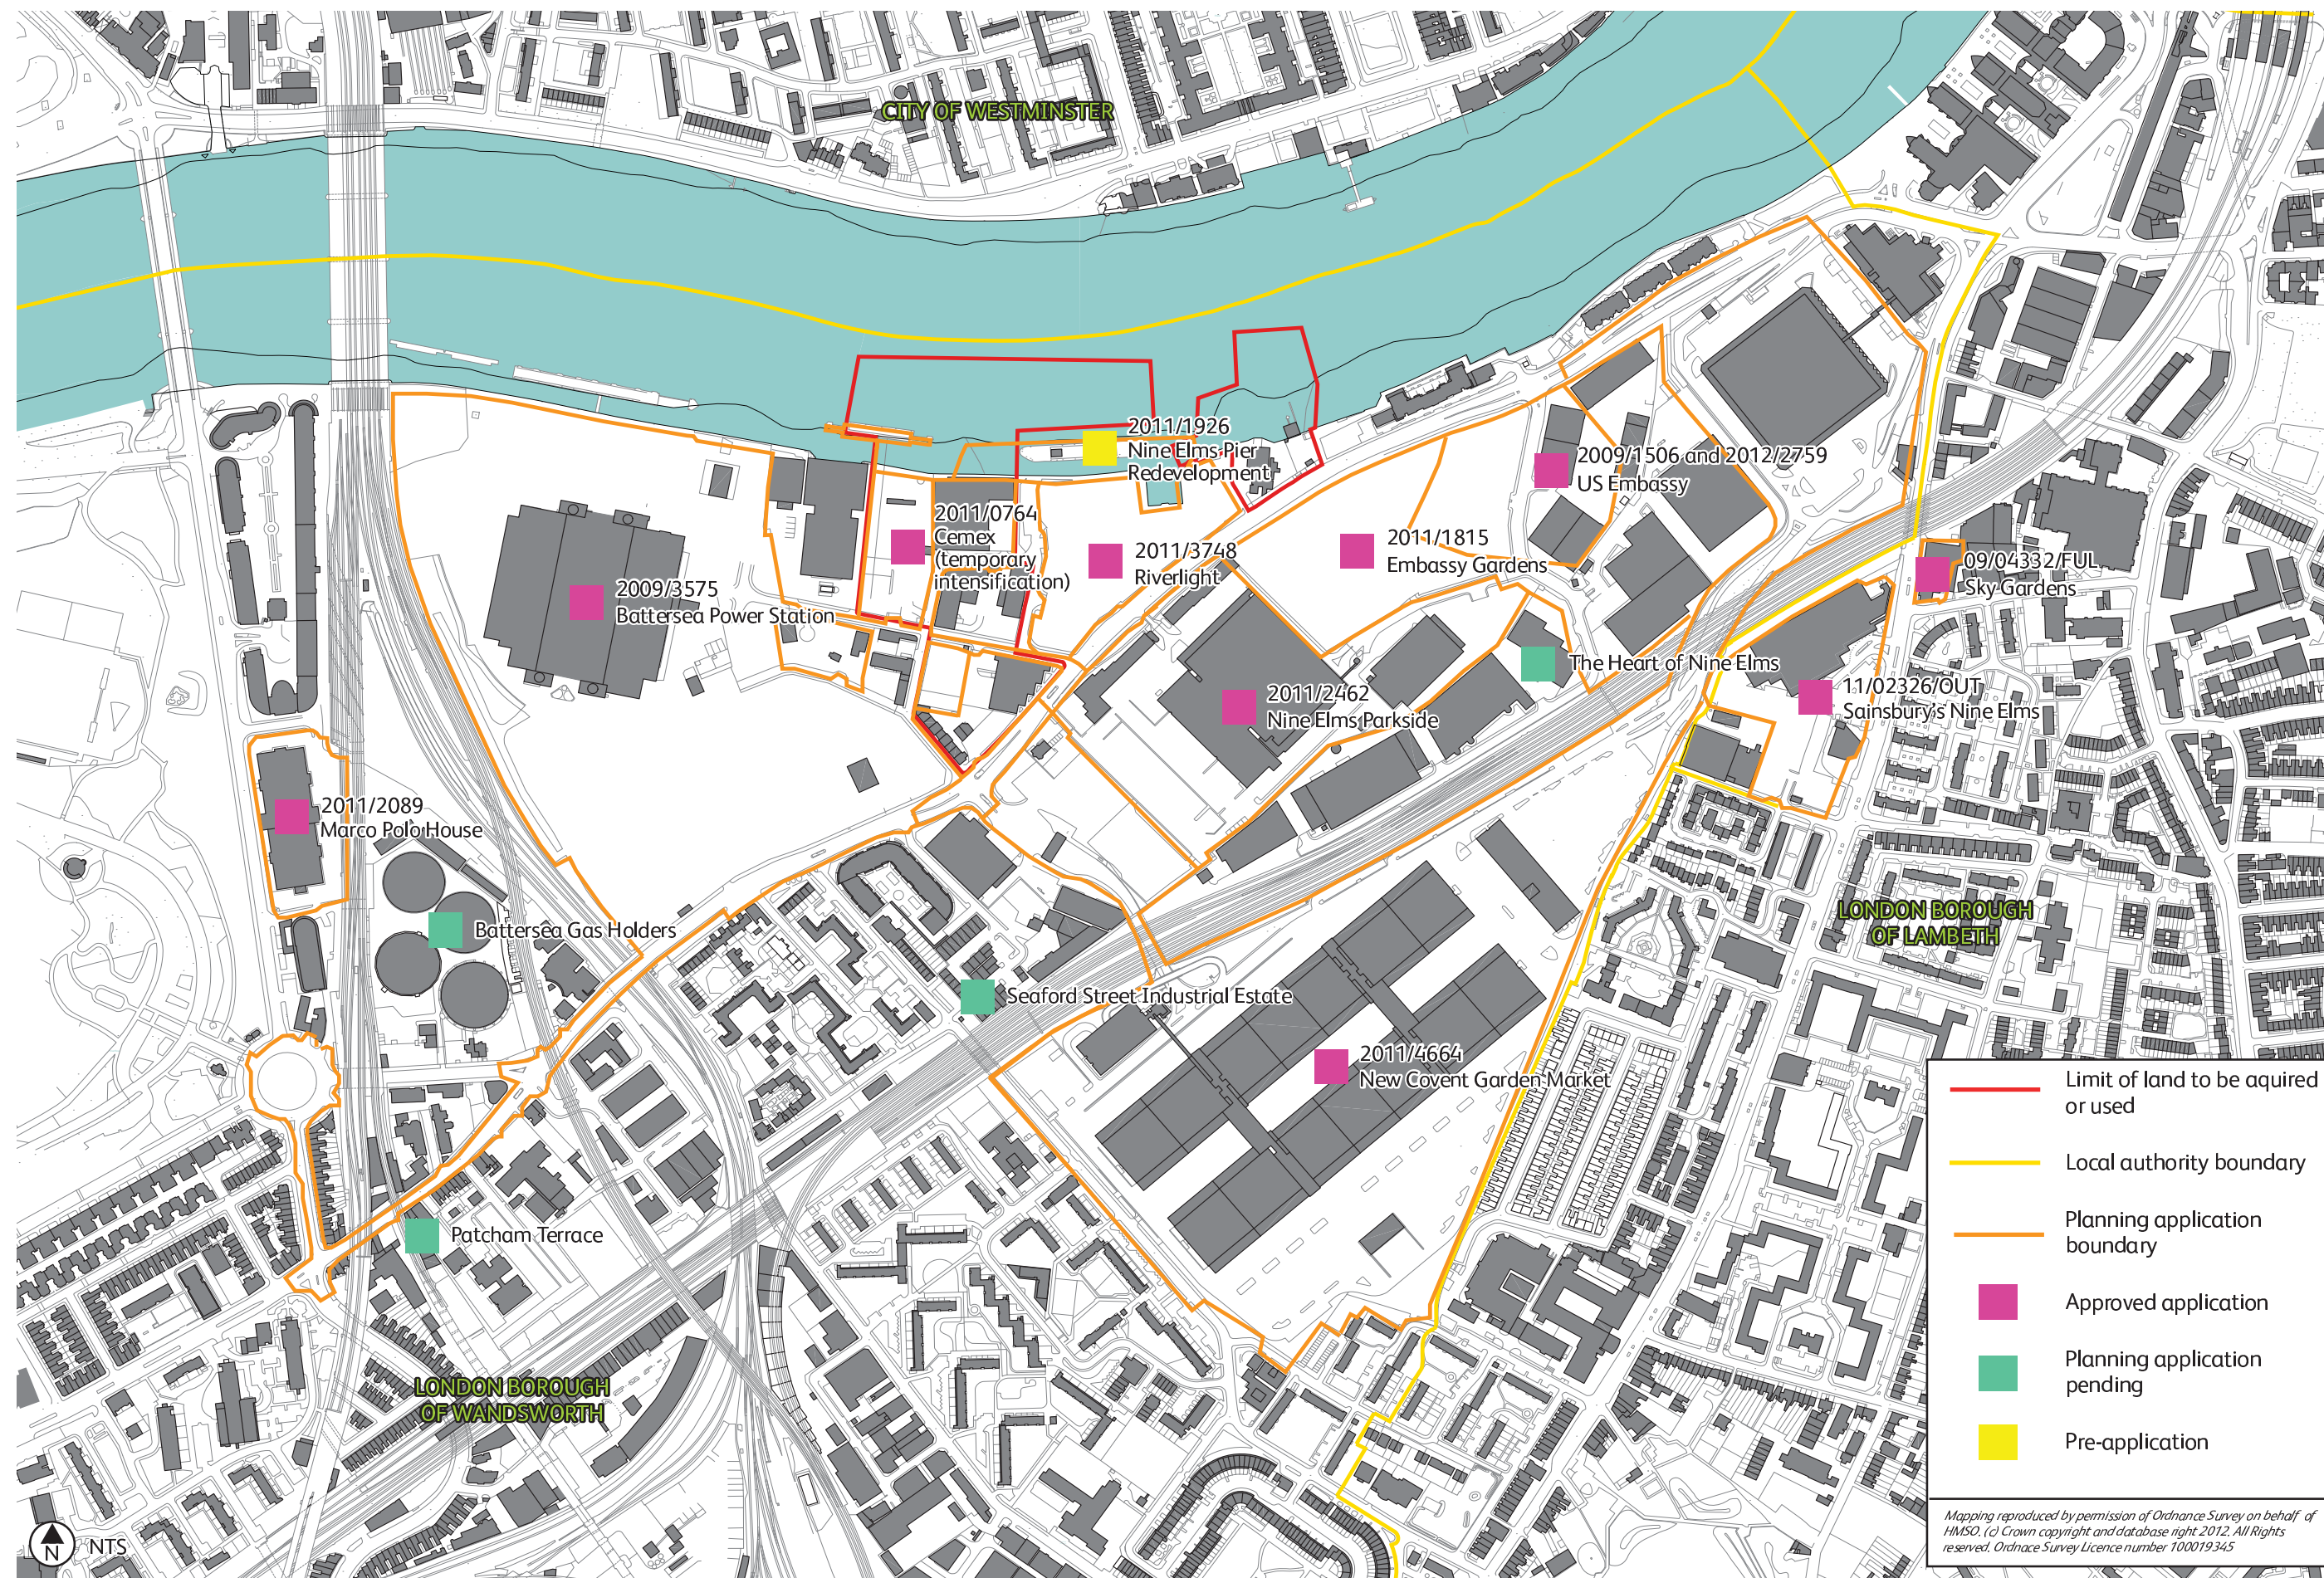 CITY OF WESTMINSTER
2011/1926
Nine Elms Pier
Redevelopment
2009/1506 and 2012/2759
US Embassy
2011/0764
Cemex
(temporary
intensification)
2011/3748
Riverlight
2011/1815
Embassy Gardens
09/04332/FUL
Sky Gardens
2009/3575
Battersea Power Station
The Heart of Nine Elms
11/02326/OUT
Sainsbury's Nine Elms
2011/2462
Nine Elms Parkside
2011/2089
Marco Polo House
Battersea Gas Holders
LONDON BOROUGH
OF LAMBETH
Seaford Street Industrial Estate
2011/4664
New Covent Garden Market
Patcham Terrace
LONDON BOROUGH
OF WANDSWORTH
N
NTS
Limit of land to be aquired
or used
Local authority boundary
Planning application
boundary
Approved application
Planning application
pending
Pre-application
Mapping reproduced by permission of Ordnance Survey on behalf of
HMSO, (c) Crown copyright and database right 2012. All Rights
reserved. Ordnace Survey Licence number 100019345